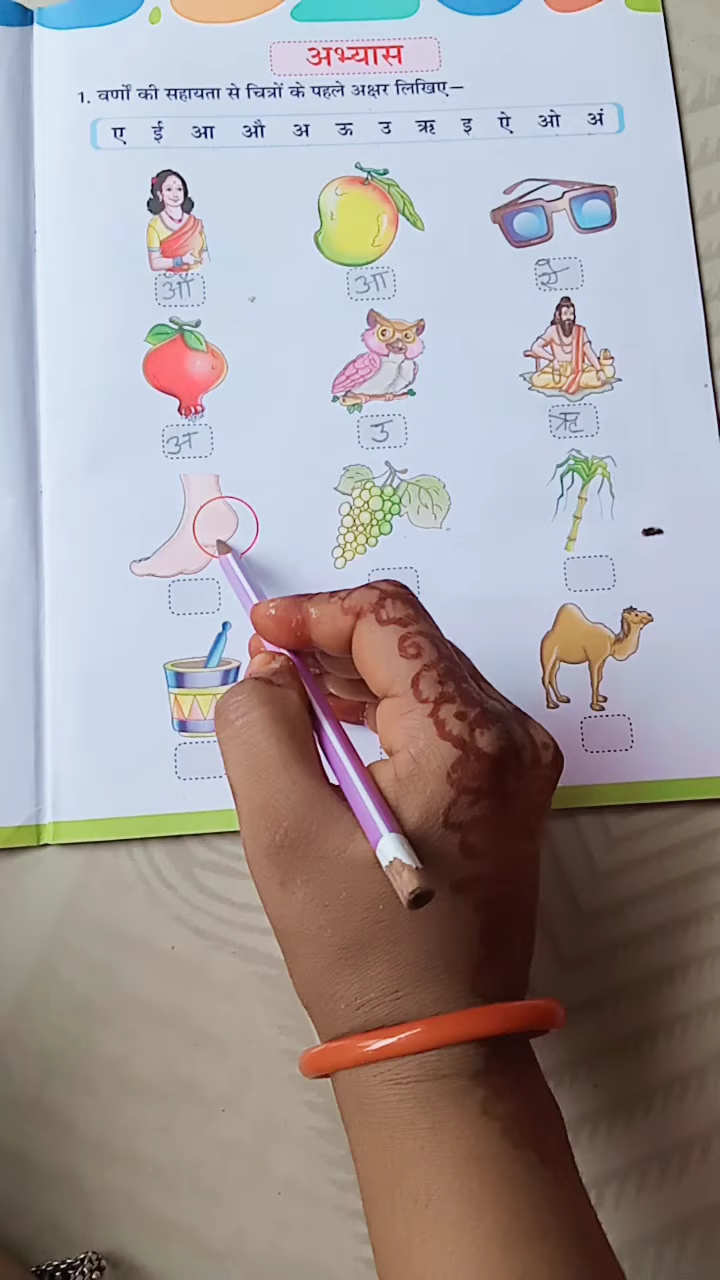 अभ्यास
1. वर्णों की सहायता से चित्रों के पहले अक्षर लिखिए–
ए ई आ औ अ ऊ उ ऋ इ ऐ ओ अं
औ आ ऐ
अ उ ऋ